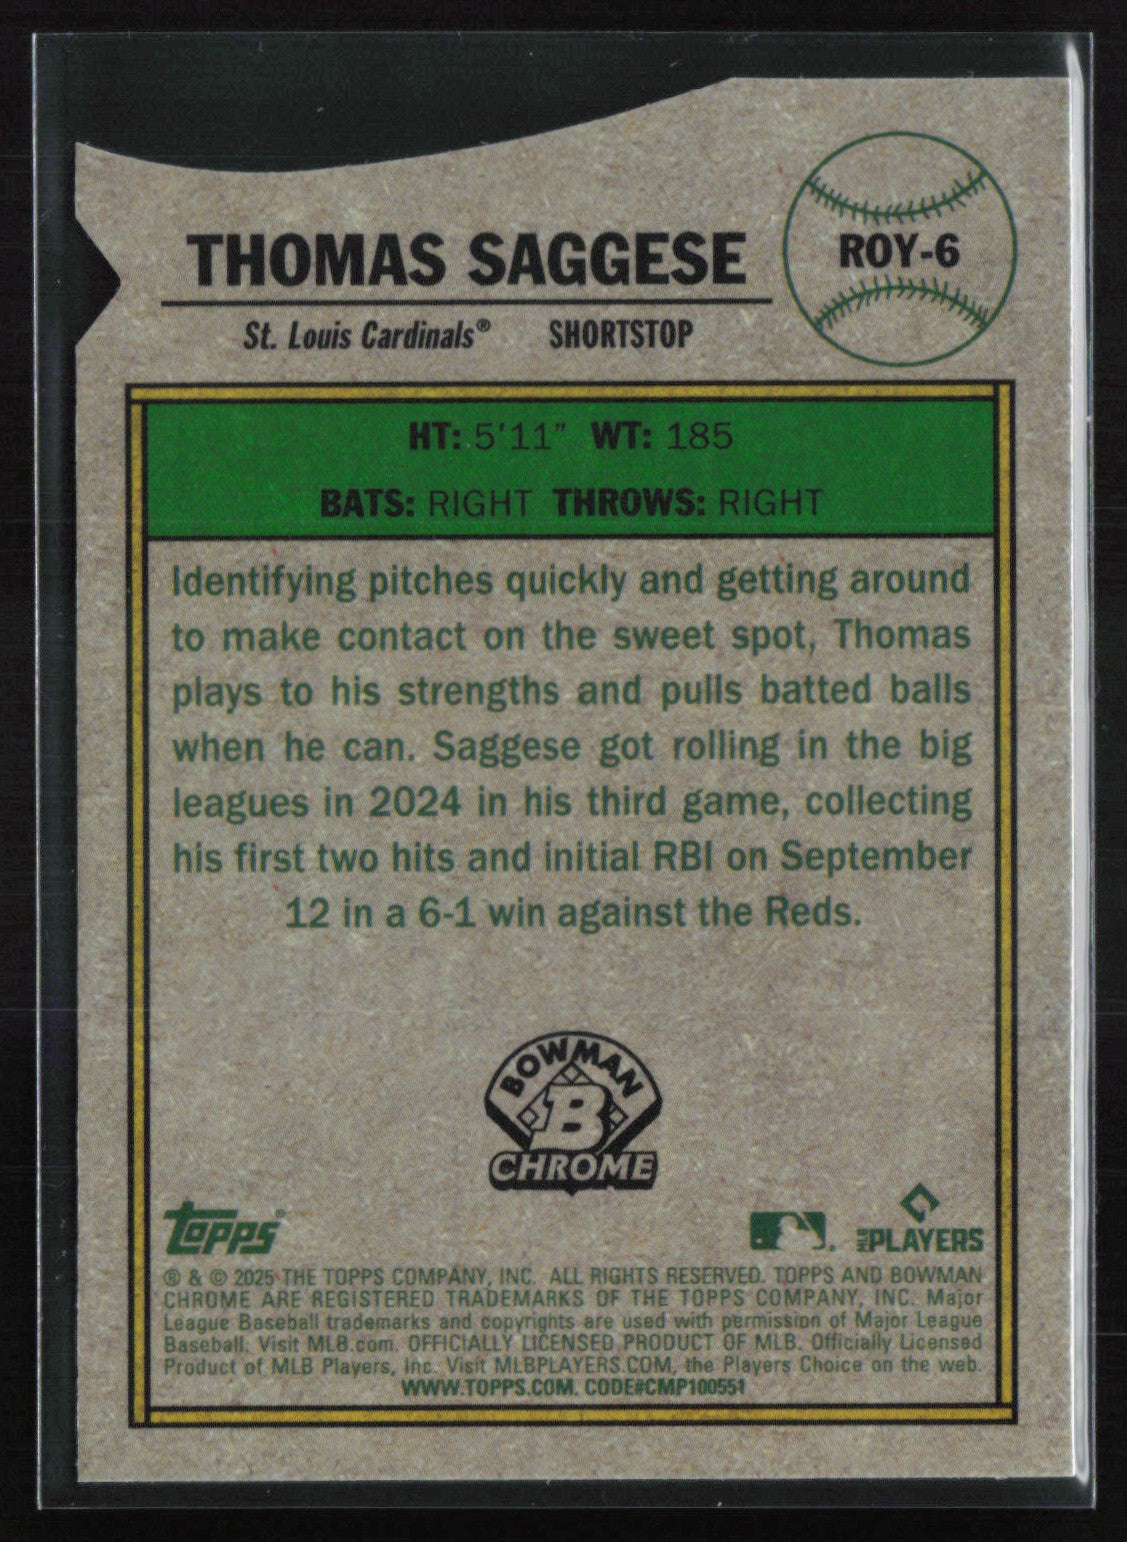 THOMAS SAGGESE
ROY-6
St. Louis Cardinals® SHORTSTOP
HT: 5'11" WT: 185
BATS: RIGHT THROWS: RIGHT
Identifying pitches quickly and getting around
to make contact on the sweet spot, Thomas
plays to his strengths and pulls batted balls
when he can. Saggese got rolling in the big
leagues in 2024 in his third game, collecting
his first two hits and initial RBI on September
12 in a 6-1 win against the Reds.
BOWMAN
B
CHROME
topps®
MLB PLAYERS
® & © 2025 THE TOPPS COMPANY, INC. ALL RIGHTS RESERVED. TOPPS AND BOWMAN
CHROME ARE REGISTERED TRADEMARKS OF THE TOPPS COMPANY, INC. Major
League Baseball trademarks and copyrights are used with permission of Major League
Baseball. Visit MLB.com. OFFICIALLY LICENSED PRODUCT OF MLB. Officially Licensed
Product of MLB Players, Inc. Visit MLBPLAYERS.COM, the Players Choice on the web.
WWW.TOPPS.COM. CODE#CMP100551